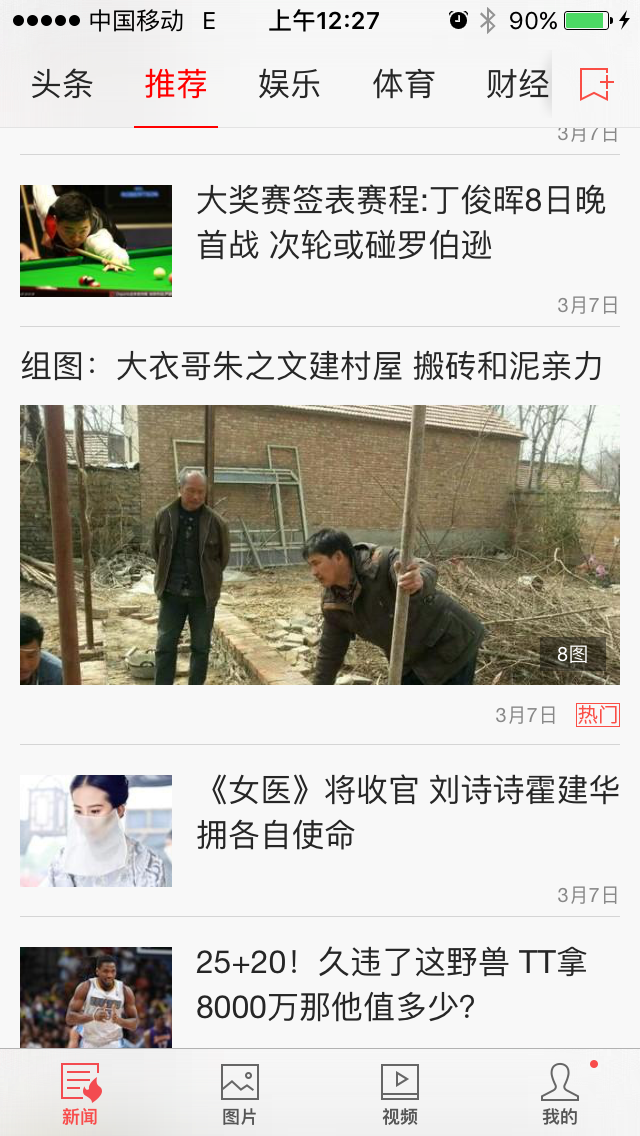 中国移动 E 上午12:27 90%
头条 推荐 娱乐 体育 财经
3月7日
大奖赛签表赛程:丁俊晖8日晚
首战 次轮或碰罗伯逊
3月7日
组图：大衣哥朱之文建村屋 搬砖和泥亲力
8图
3月7日 热门
《女医》将收官 刘诗诗霍建华
拥各自使命
3月7日
25+20！久违了这野兽 TT拿
8000万那他值多少?
新闻 图片 视频 我的